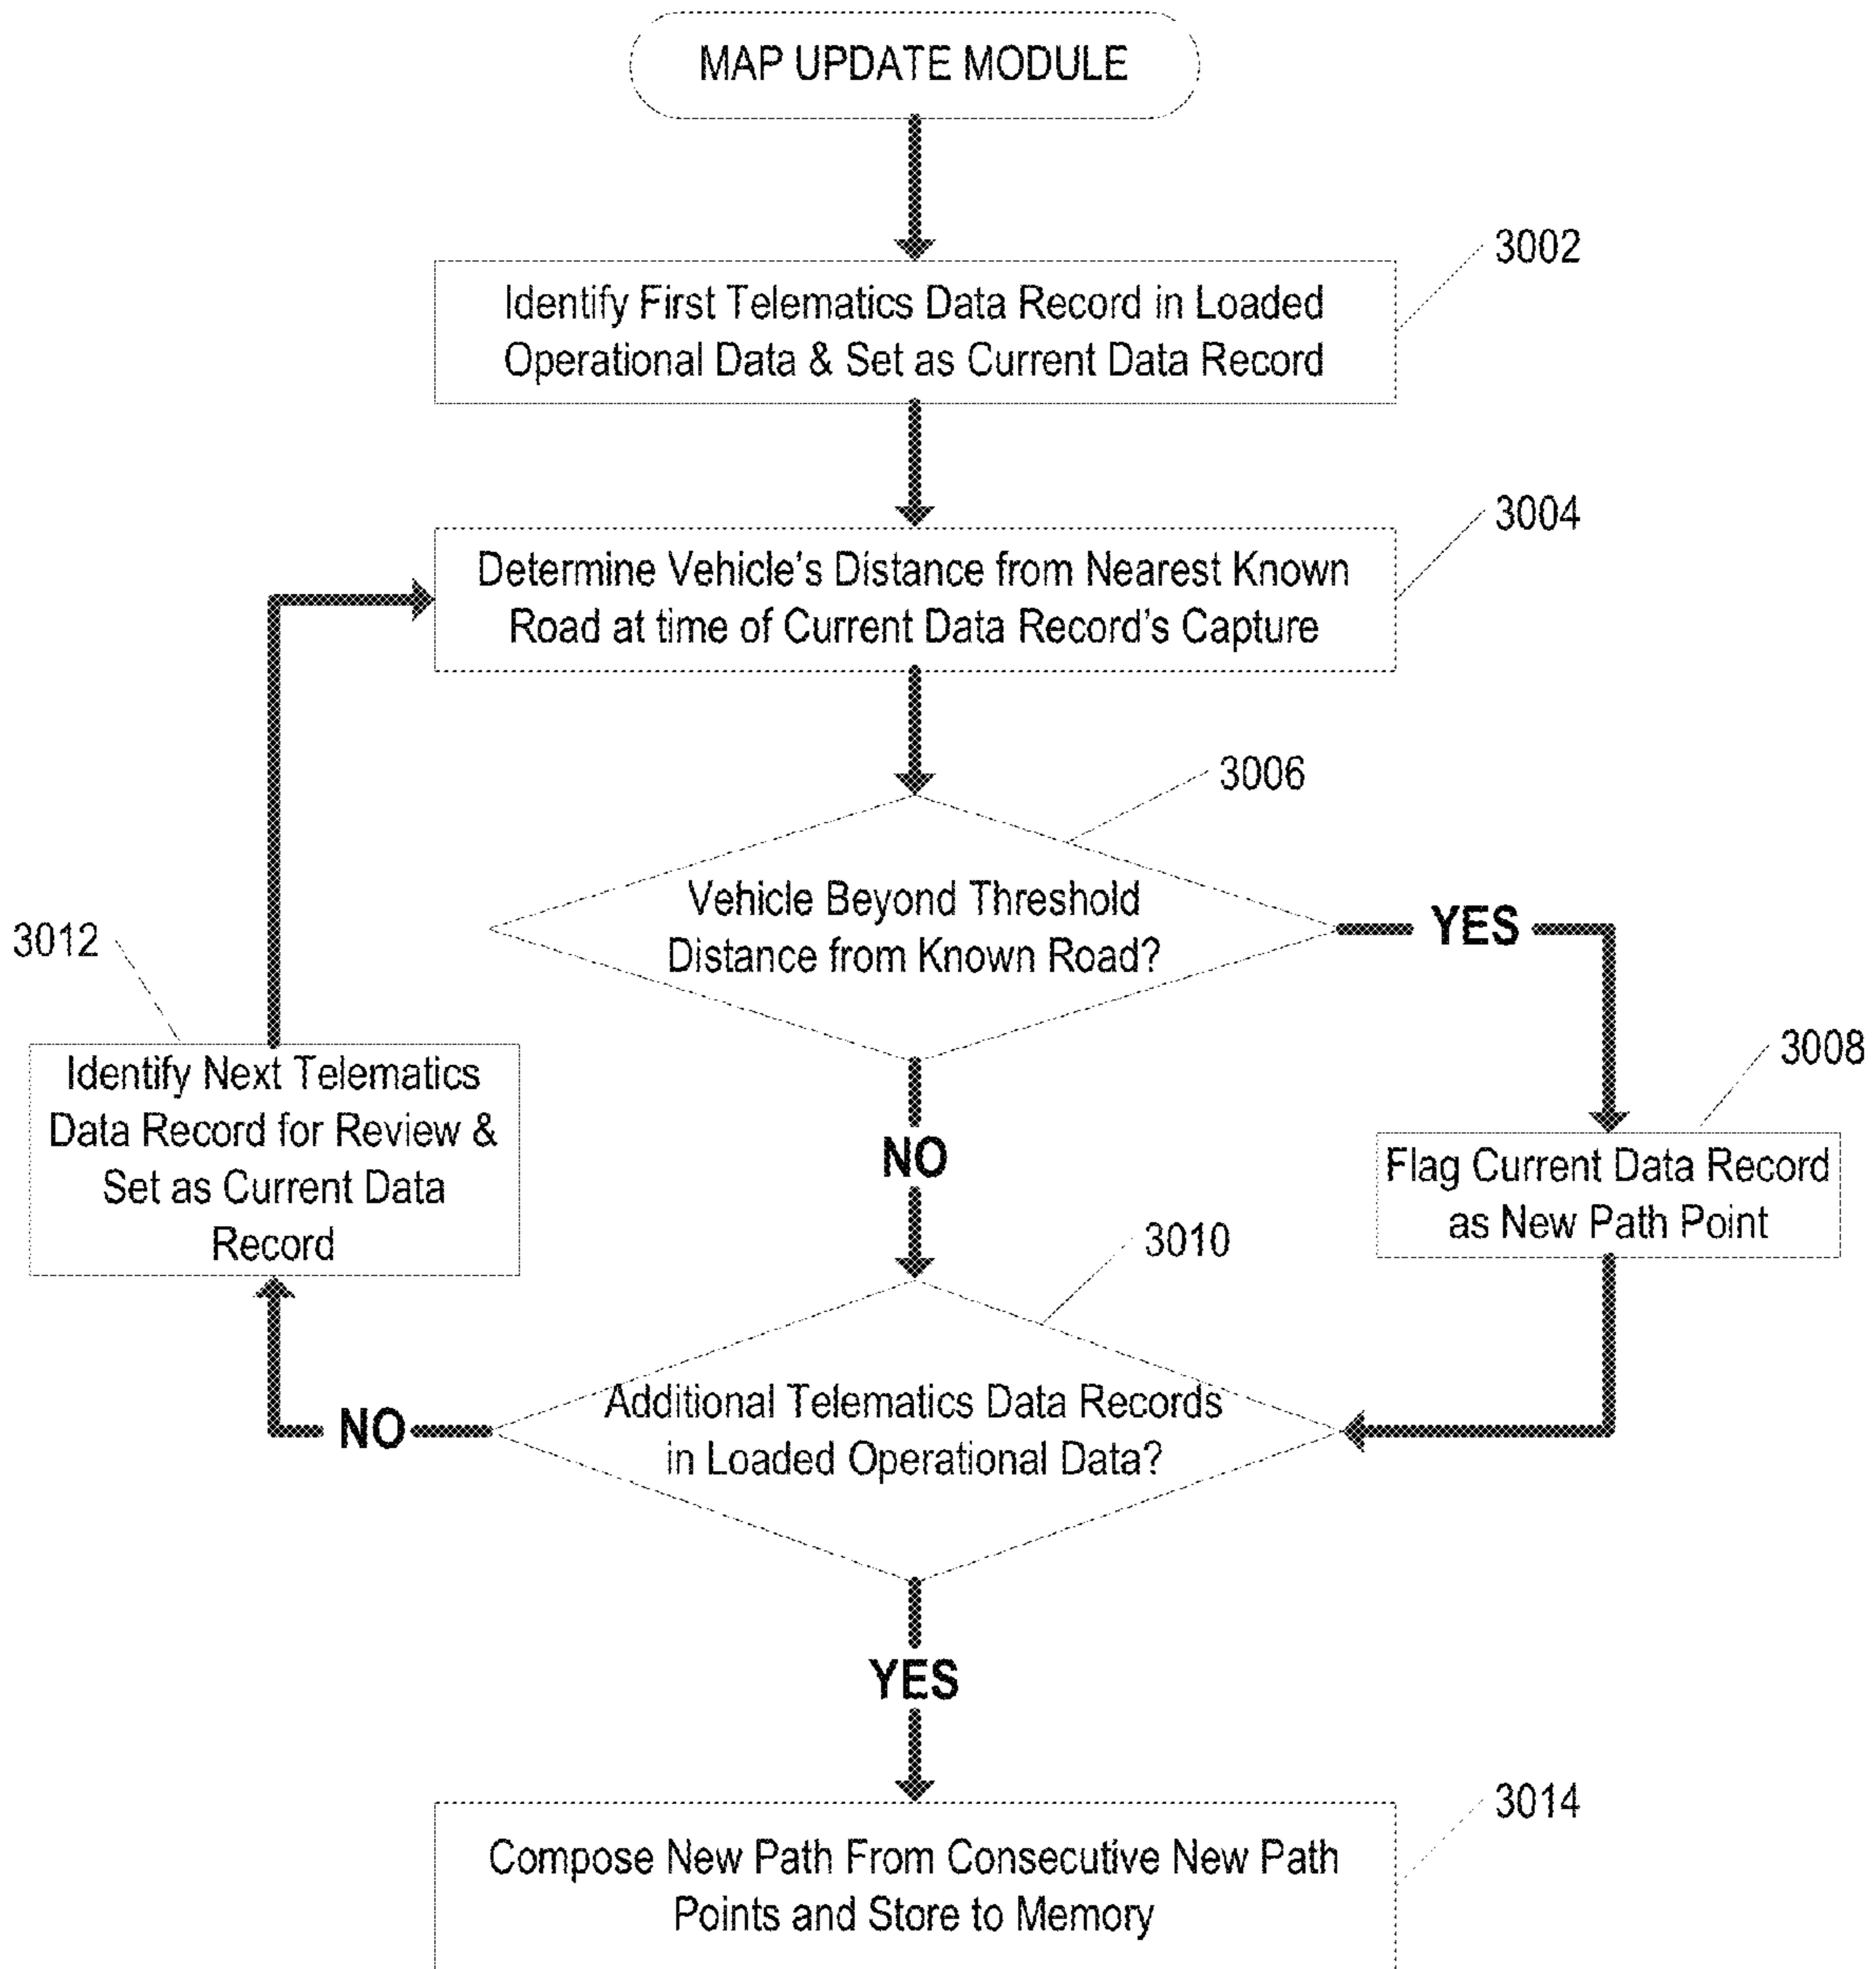 MAP UPDATE MODULE
3002
Identify First Telematics Data Record in Loaded
Operational Data & Set as Current Data Record
3004
Determine Vehicle's Distance from Nearest Known
Road at time of Current Data Record's Capture
3006
Vehicle Beyond Threshold
Distance from Known Road?
YES
3012
Identify Next Telematics
Data Record for Review &
Set as Current Data
Record
NO
3008
Flag Current Data Record
as New Path Point
3010
Additional Telematics Data Records
in Loaded Operational Data?
NO
YES
3014
Compose New Path From Consecutive New Path
Points and Store to Memory